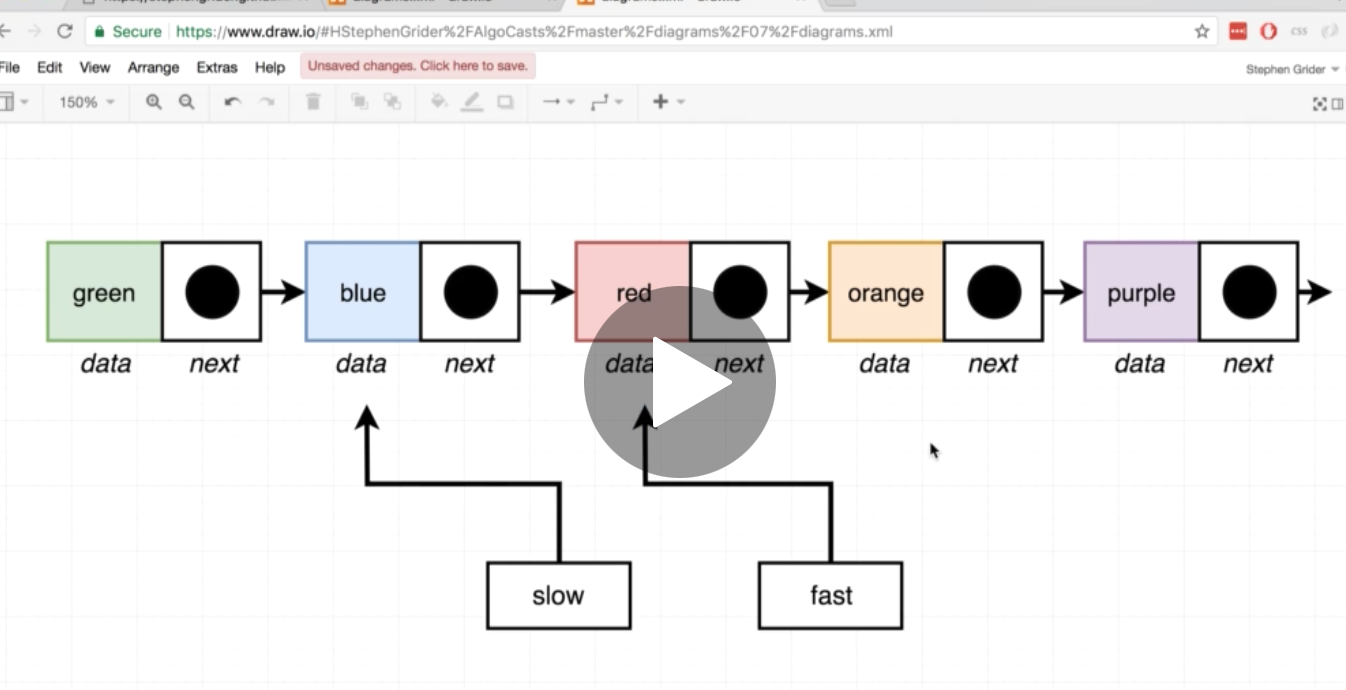 Secure https://www.draw.io/#HStephenGrider%2FAlgoCasts%2Fmaster%2Fdiagrams%2F07%2Fdiagrams.xml
File Edit View Arrange Extras Help Unsaved changes. Click here to save. Stephen Grider
150%
green blue red orange purple
data next data next data next data next data next
slow fast